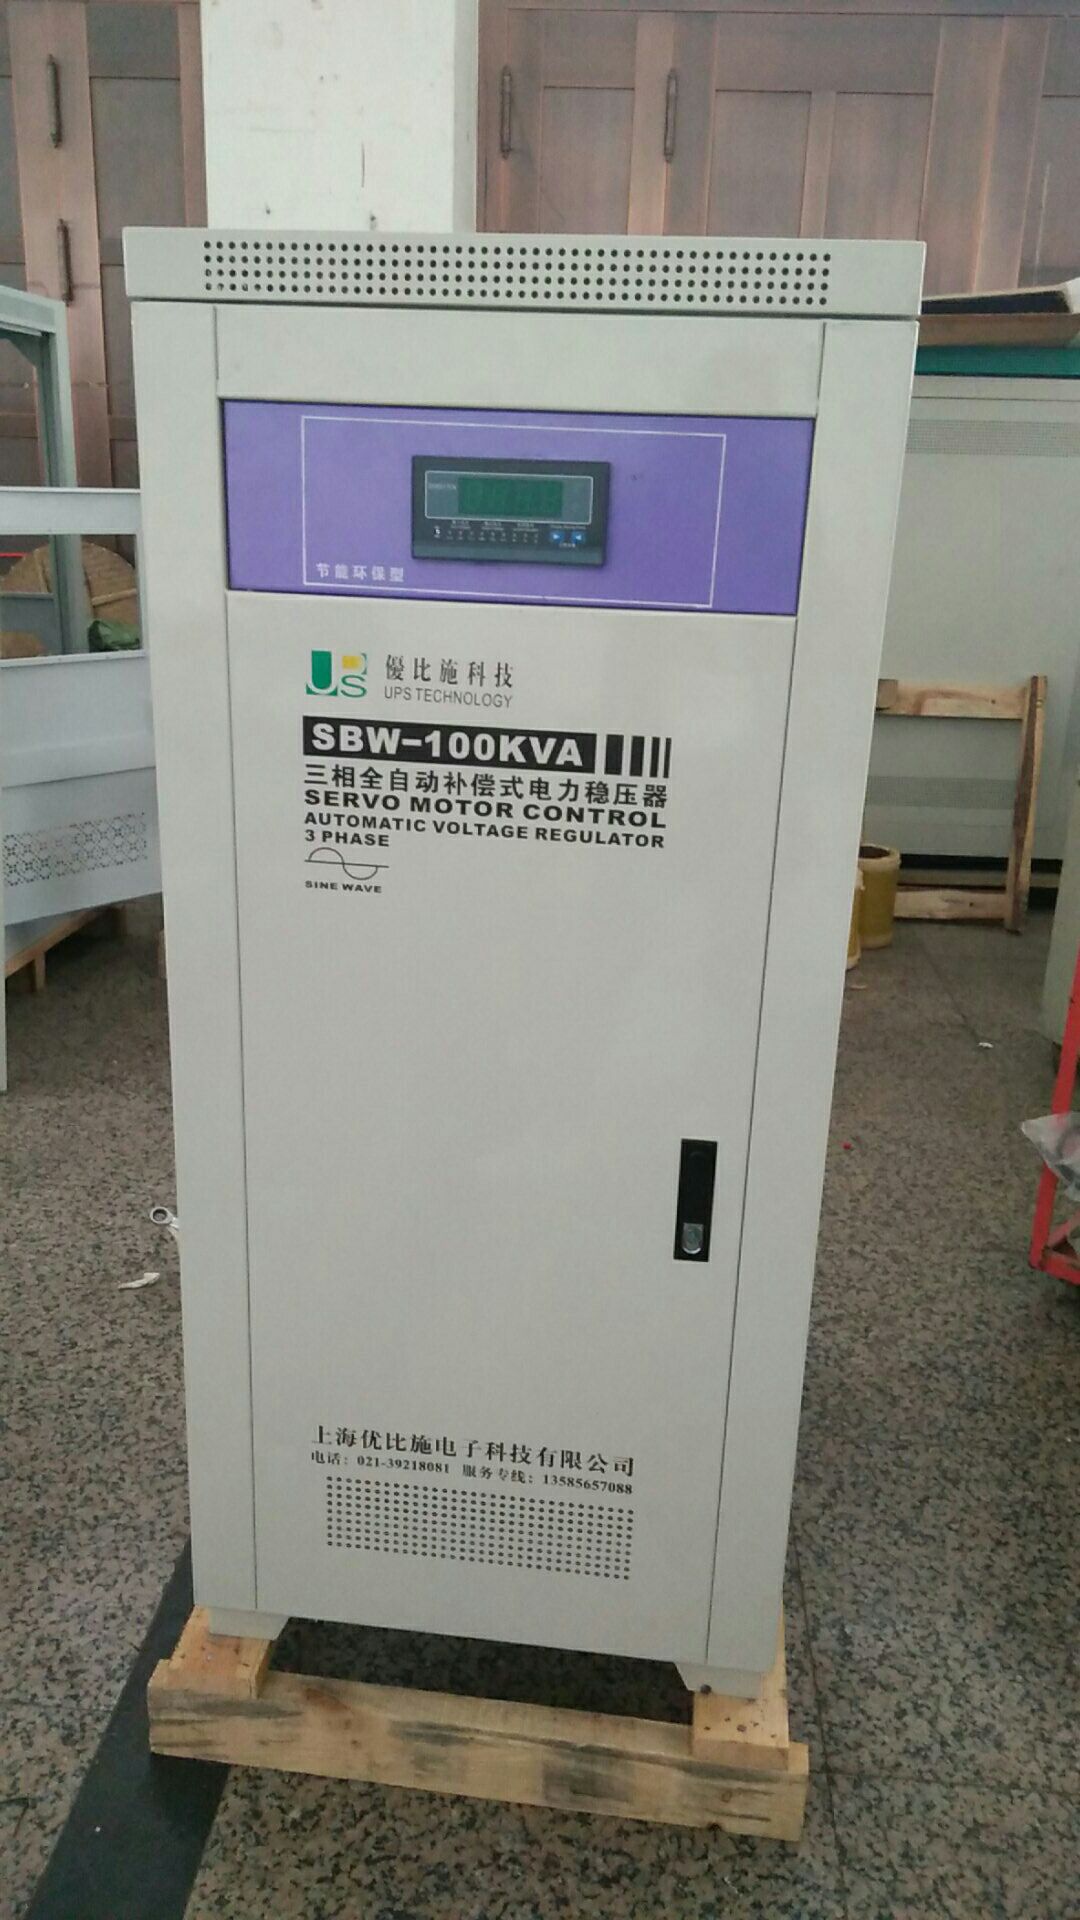 节能环保型
UPS
優比施科技
UPS TECHNOLOGY
SBW-100KVA
三相全自动补偿式电力稳压器
SERVO MOTOR CONTROL
AUTOMATIC VOLTAGE REGULATOR
3 PHASE
SINE WAVE
上海优比施电子科技有限公司
电话：021-39218081 服务专线：13585657088